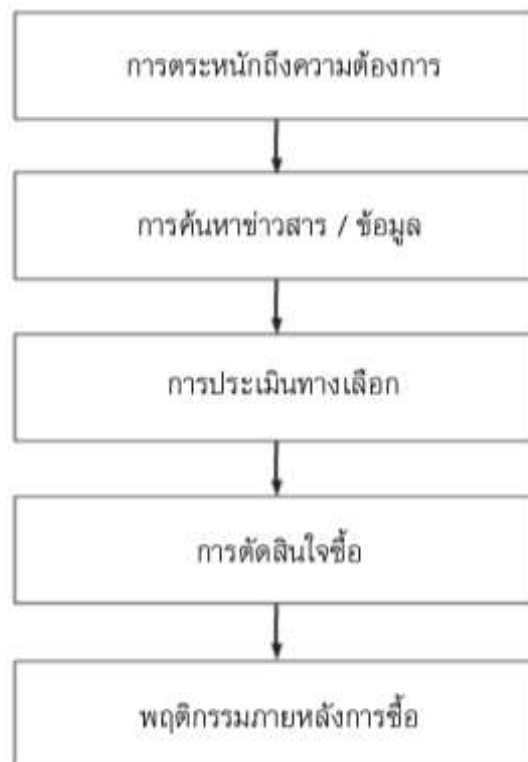 การตระหนักถึงความต้องการ
การค้นหาข่าวสาร / ข้อมูล
การประเมินทางเลือก
การตัดสินใจซื้อ
พฤติกรรมภายหลังการซื้อ